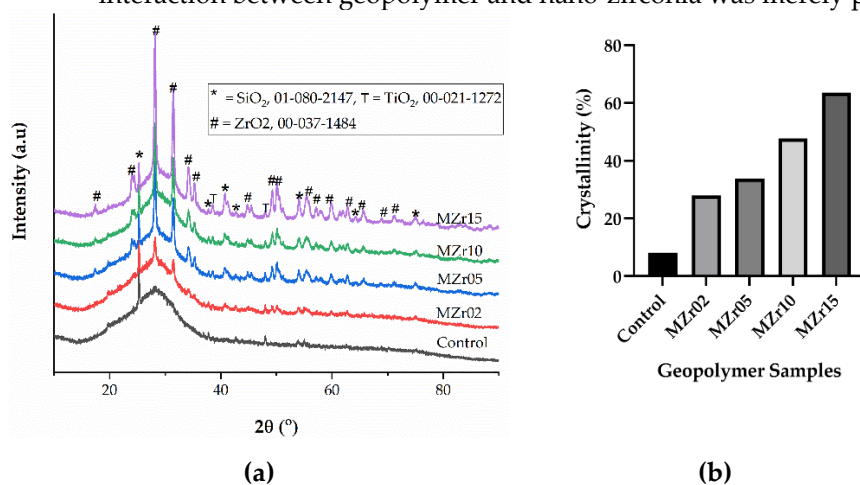 interaction between geopolymer and nano-zirconia was merely p
* = SiO₂, 01-080-2147, T = TiO₂, 00-021-1272
# = ZrO2, 00-037-1484
Intensity (a.u)
# # # * # # # * T * * # T # # * # # # # * # # # *
MZr15
MZr10
MZr05
MZr02
Control
20 40 60 80
2θ (°)
(a)
Crystallinity (%)
80
60
40
20
0
Control MZr02 MZr05 MZr10 MZr15
Geopolymer Samples
(b)